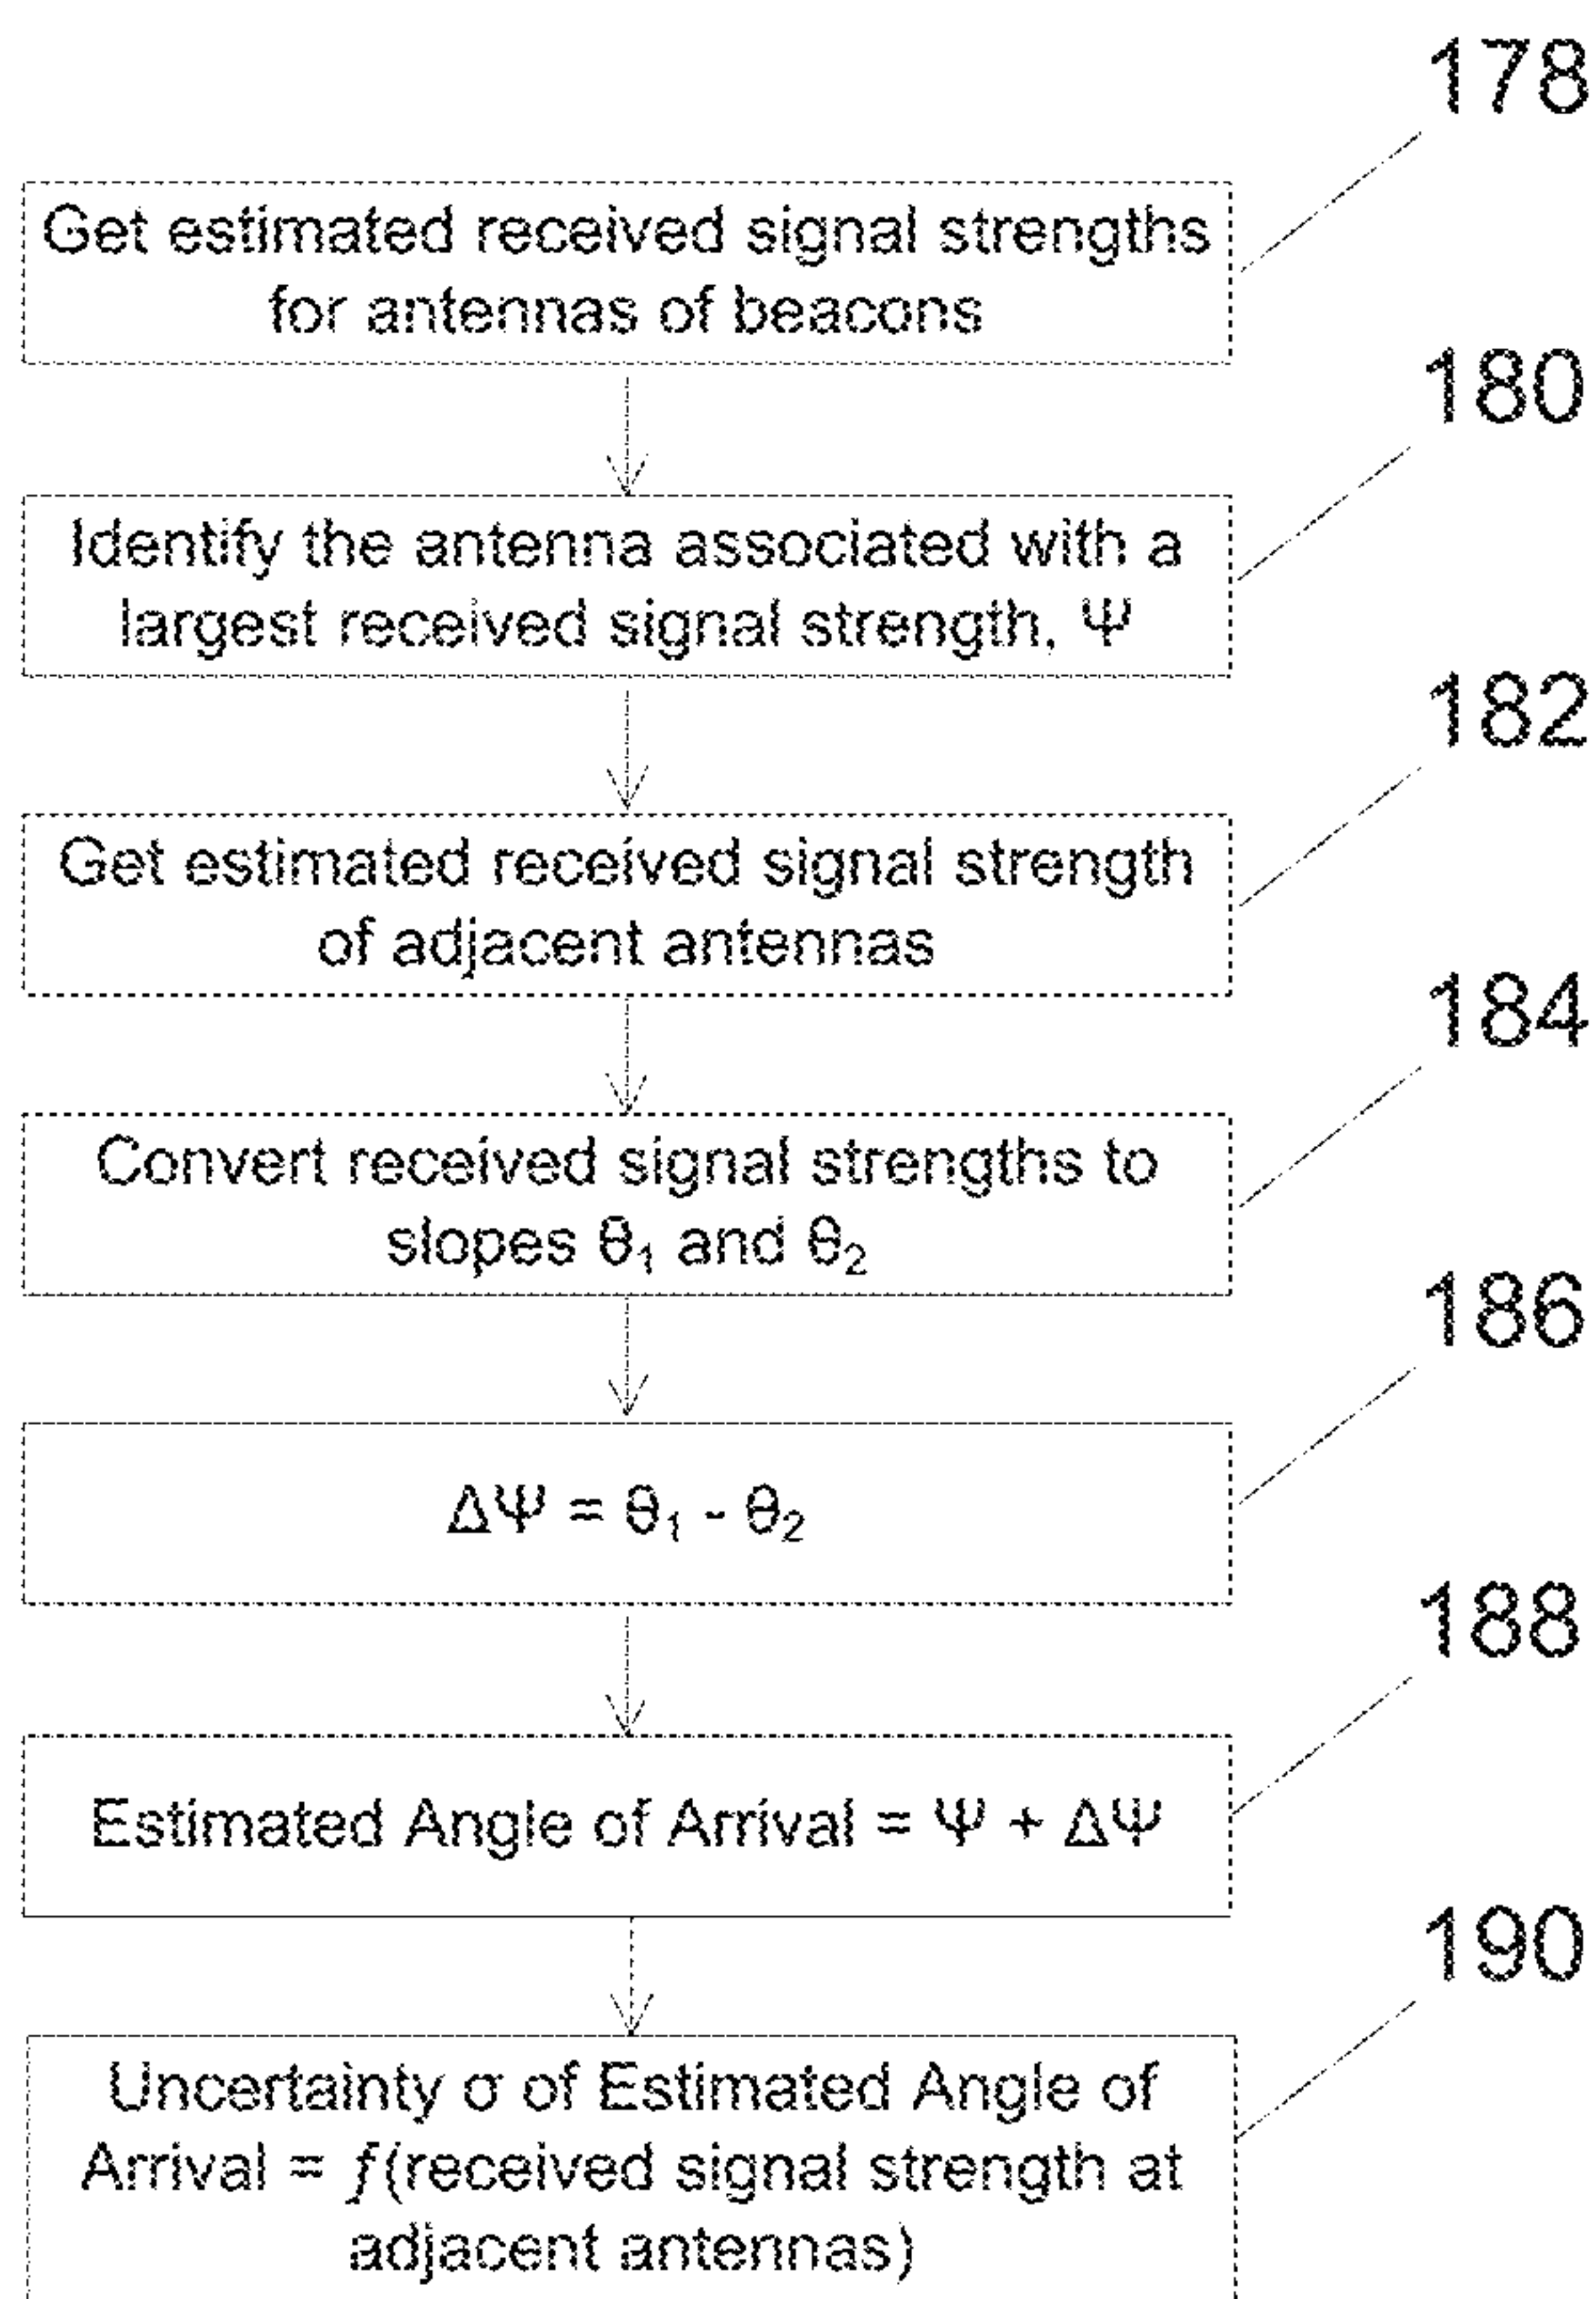 178
Get estimated received signal strengths
for antennas of beacons
180
Identify the antenna associated with a
largest received signal strength, Ψ
182
Get estimated received signal strength
of adjacent antennas
184
Convert received signal strengths to
slopes θ₁ and θ₂
186
ΔΨ = θ₁ - θ₂
188
Estimated Angle of Arrival = Ψ + ΔΨ
190
Uncertainty σ of Estimated Angle of
Arrival = ƒ(received signal strength at
adjacent antennas)